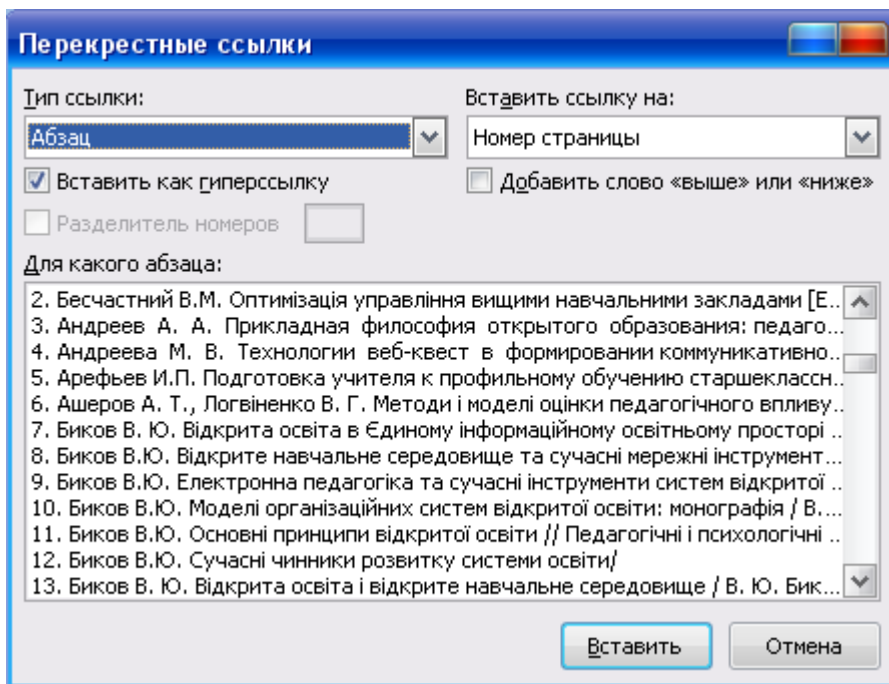 Перекрестные ссылки
Тип ссылки: Вставить ссылку на:
Абзац Номер страницы
Вставить как гиперссылку Добавить слово «выше» или «ниже»
Разделитель номеров
Для какого абзаца:
2. Бесчастний В.М. Оптимізація управління вищими навчальними закладами [Е...
3. Андреев А. А. Прикладная философия открытого образования: педаго...
4. Андреева М. В. Технологии веб-квест в формировании коммуникативно...
5. Арефьев И.П. Подготовка учителя к профильному обучению старшеклассн...
6. Ашеров А. Т., Логвіненко В. Г. Методи і моделі оцінки педагогічного впливу...
7. Биков В. Ю. Відкрита освіта в Єдиному інформаційному освітньому просторі ...
8. Биков В.Ю. Відкрите навчальне середовище та сучасні мережні інструмент...
9. Биков В.Ю. Електронна педагогіка та сучасні інструменти систем відкритої ...
10. Биков В.Ю. Моделі організаційних систем відкритої освіти: монографія / В....
11. Биков В.Ю. Основні принципи відкритої освіти // Педагогічні і психологічні ...
12. Биков В.Ю. Сучасні чинники розвитку системи освіти/
13. Биков В. Ю. Відкрита освіта і відкрите навчальне середовище / В. Ю. Бик...
Вставить Отмена